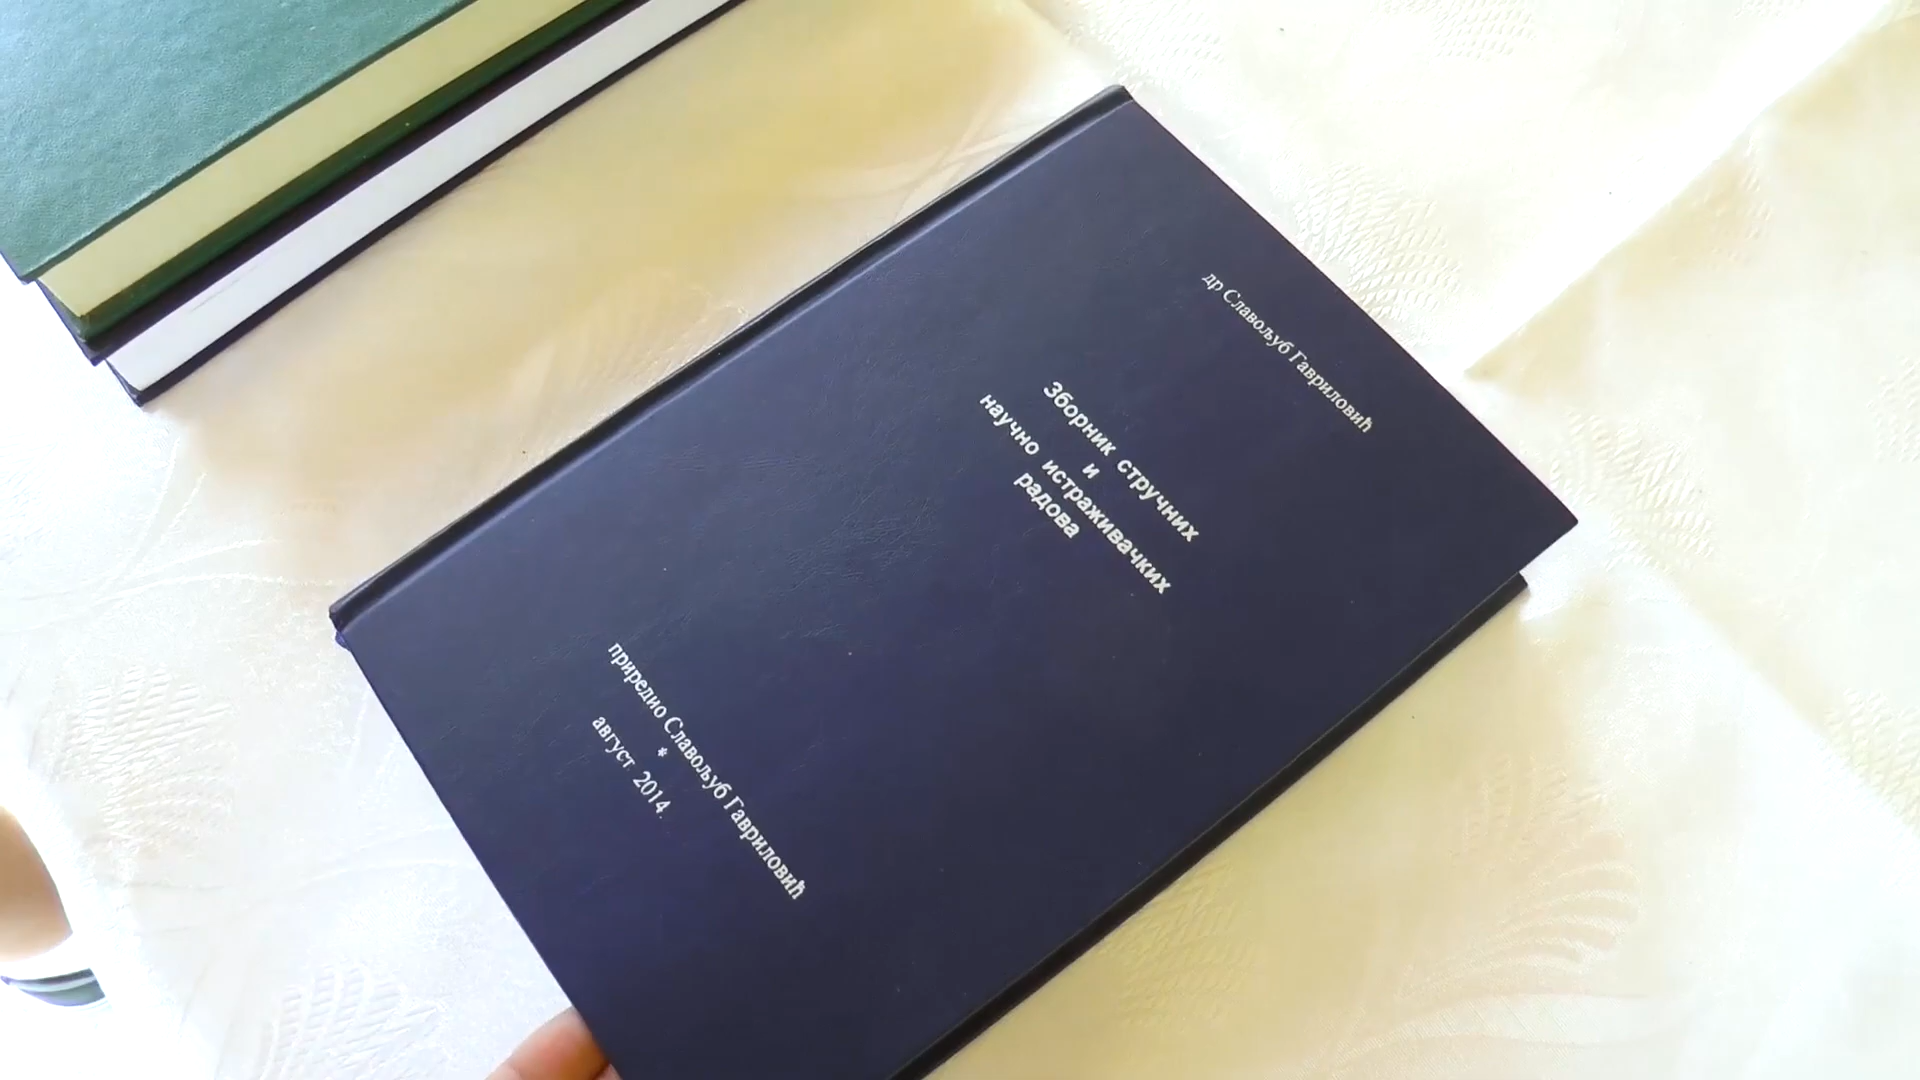 др Славољуб Гавриловић
Зборник стручних
и
научно истраживачких
радова
приредио Славољуб Гавриловић
*
август 2014.